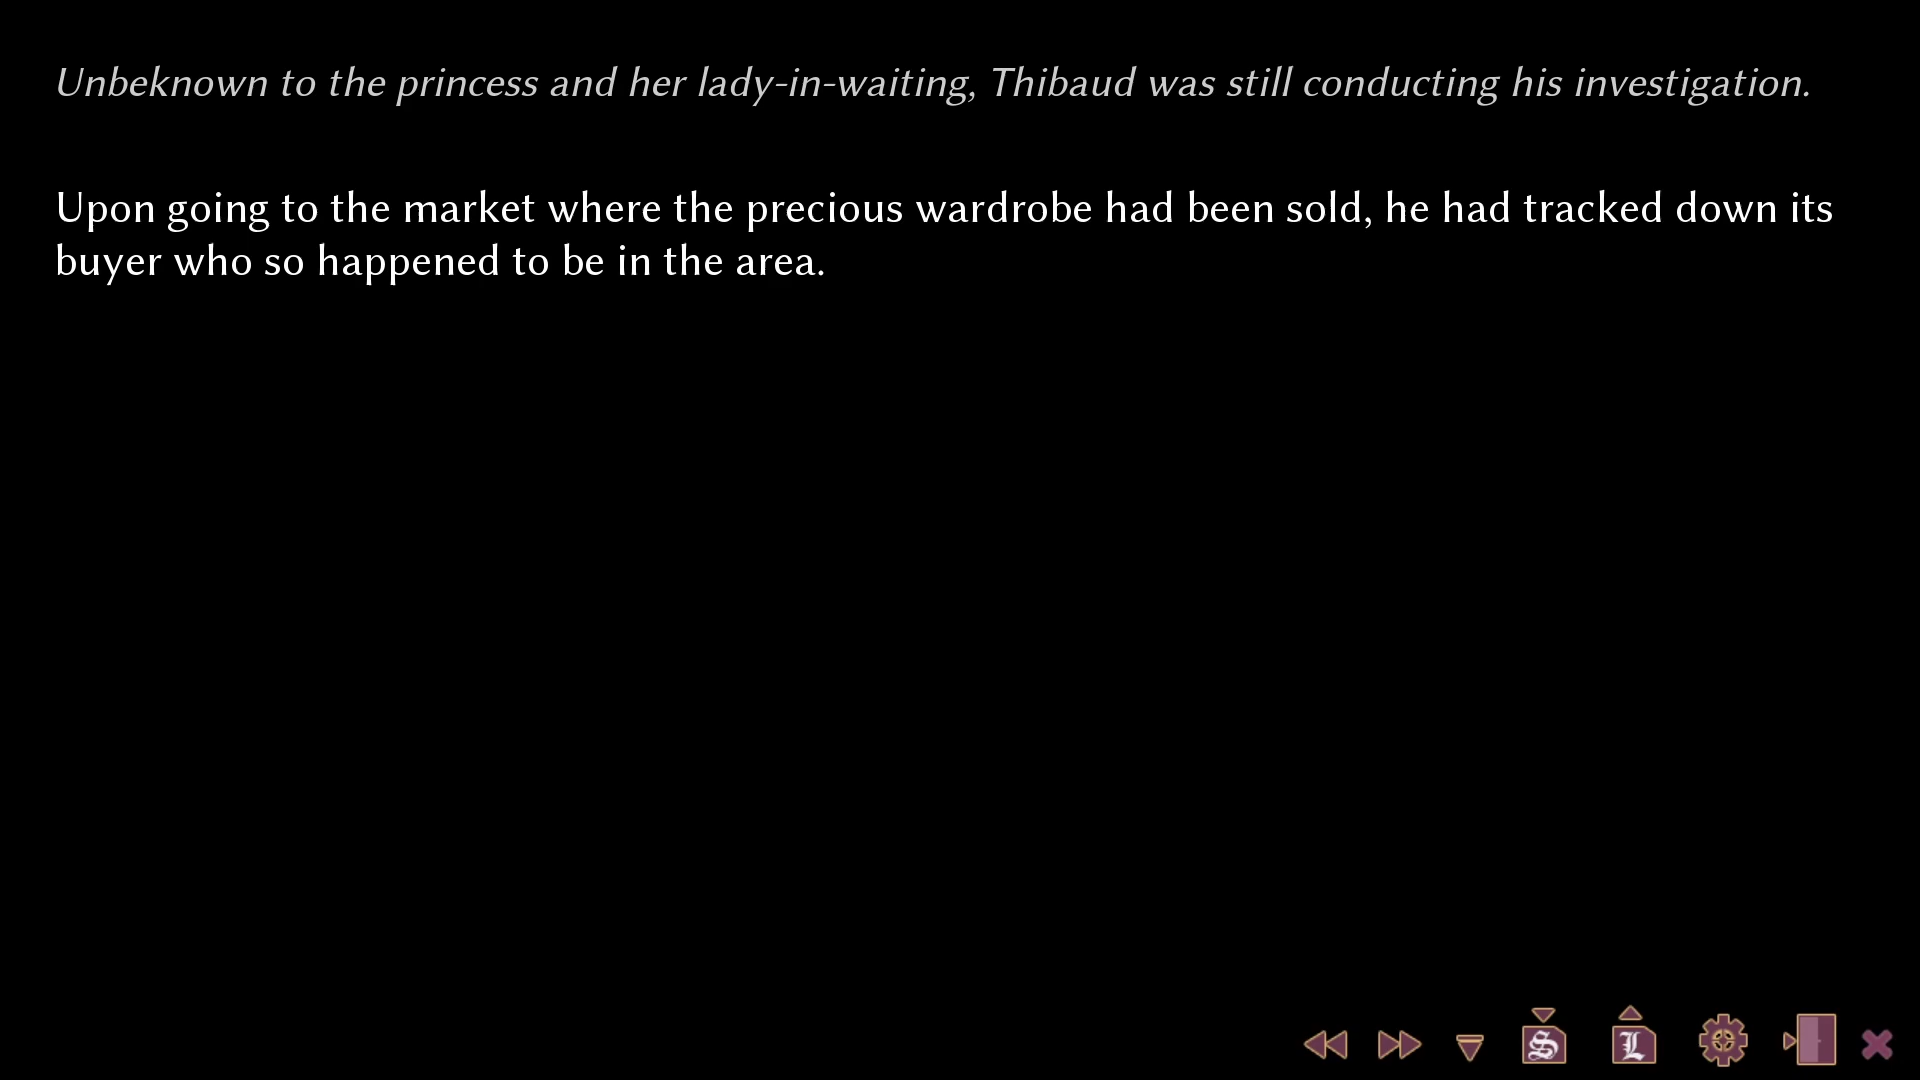 Unbeknown to the princess and her lady-in-waiting, Thibaud was still conducting his investigation.
Upon going to the market where the precious wardrobe had been sold, he had tracked down its
buyer who so happened to be in the area.
S L